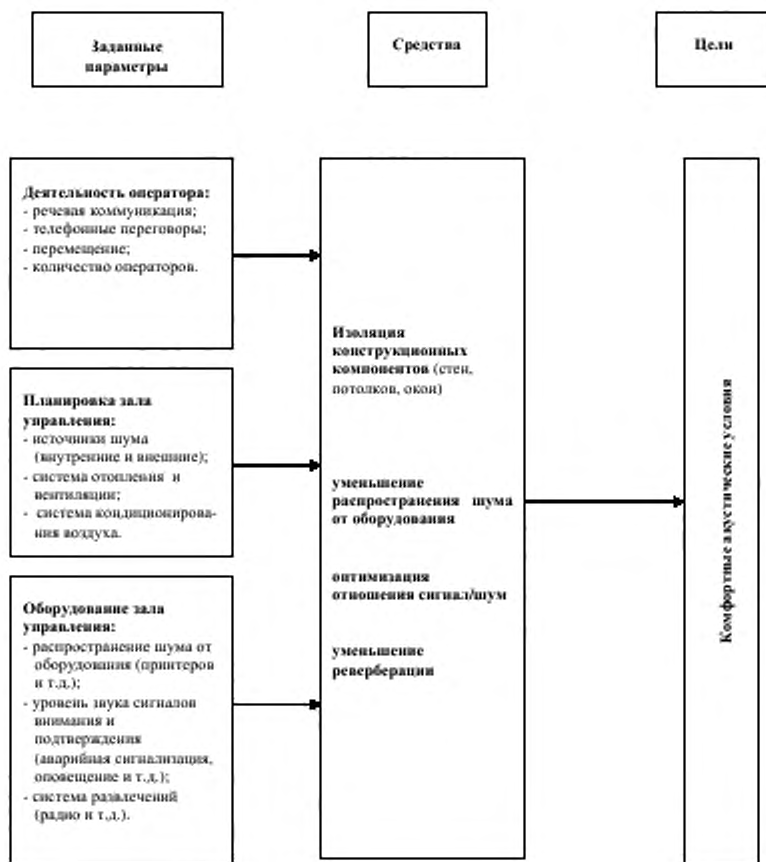 Заданные
параметры
Средства
Цели
Деятельность оператора:
- речевая коммуникация;
- телефонные переговоры;
- перемещение;
- количество операторов.
Планировка зала
управления:
- источники шума
(внутренние и внешние);
- система отопления и
вентиляции;
- система кондиционирова-
ния воздуха.
Оборудование зала
управления:
- распространение шума от
оборудования (принтеров
и т.д.);
- уровень звука сигналов
внимания и
подтверждения
(аварийная сигнализация,
оповещение и т.д.);
- система развлечений
(радио и т.д.).
Изоляция
конструкционных
компонентов (стен,
потолков, окон)
уменьшение
распространения шума
от оборудования
оптимизация
отношения сигнал/шум
уменьшение
реверберации
Комфортные акустические условия